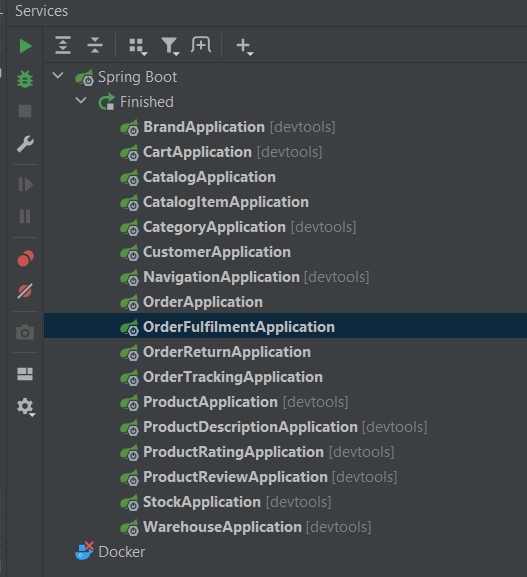 Services
Spring Boot
Finished
BrandApplication [devtools]
CartApplication [devtools]
CatalogApplication
CatalogItemApplication
CategoryApplication [devtools]
CustomerApplication
NavigationApplication [devtools]
OrderApplication
OrderFulfilmentApplication
OrderReturnApplication
OrderTrackingApplication
ProductApplication [devtools]
ProductDescriptionApplication [devtools]
ProductRatingApplication [devtools]
ProductReviewApplication [devtools]
StockApplication [devtools]
WarehouseApplication [devtools]
Docker